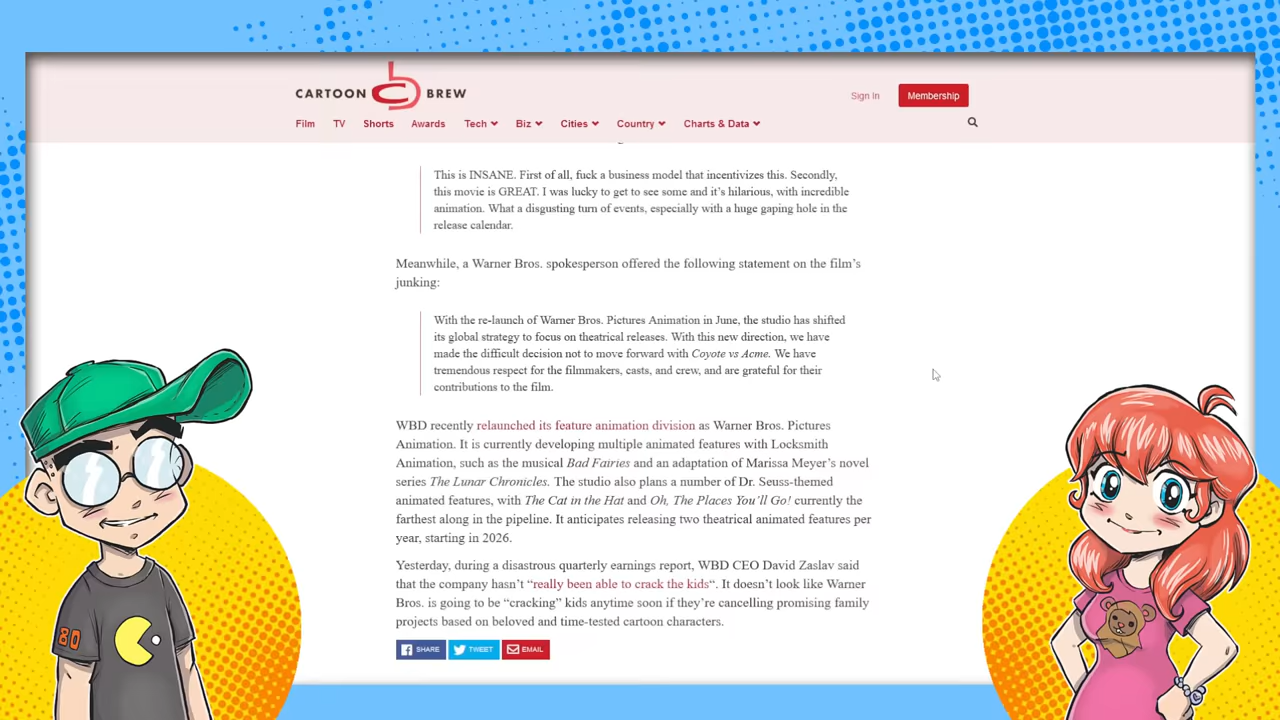 CARTOON BREW
Sign In
Membership
Film TV Shorts Awards Tech Biz Cities Country Charts & Data
This is INSANE. First of all, fuck a business model that incentivizes this. Secondly,
this movie is GREAT. I was lucky to get to see some and it's hilarious, with incredible
animation. What a disgusting turn of events, especially with a huge gaping hole in the
release calendar.
Meanwhile, a Warner Bros. spokesperson offered the following statement on the film's
junking:
With the re-launch of Warner Bros. Pictures Animation in June, the studio has shifted
its global strategy to focus on theatrical releases. With this new direction, we have
made the difficult decision not to move forward with Coyote vs Acme. We have
tremendous respect for the filmmakers, casts, and crew, and are grateful for their
contributions to the film.
WBD recently relaunched its feature animation division as Warner Bros. Pictures
Animation. It is currently developing multiple animated features with Locksmith
Animation, such as the musical Bad Fairies and an adaptation of Marissa Meyer's novel
series The Lunar Chronicles. The studio also plans a number of Dr. Seuss-themed
animated features, with The Cat in the Hat and Oh, The Places You'll Go! currently the
farthest along in the pipeline. It anticipates releasing two theatrical animated features per
year, starting in 2026.
Yesterday, during a disastrous quarterly earnings report, WBD CEO David Zaslav said
that the company hasn't “really been able to crack the kids“. It doesn't look like Warner
Bros. is going to be “cracking” kids anytime soon if they're cancelling promising family
projects based on beloved and time-tested cartoon characters.
SHARE TWEET EMAIL
80